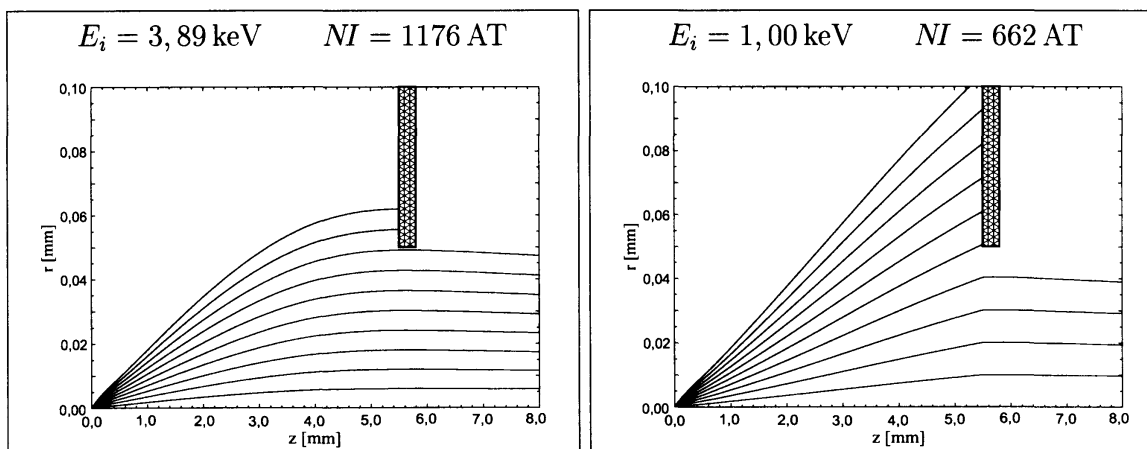 E_i = 3,89 keV NI = 1176 AT
0,10
0,08
0,06
0,04
0,02
0,00
r [mm]
0,0 1,0 2,0 3,0 4,0 5,0 6,0 7,0 8,0
z [mm]
E_i = 1,00 keV NI = 662 AT
0,10
0,08
0,06
0,04
0,02
0,00
r [mm]
0,0 1,0 2,0 3,0 4,0 5,0 6,0 7,0 8,0
z [mm]